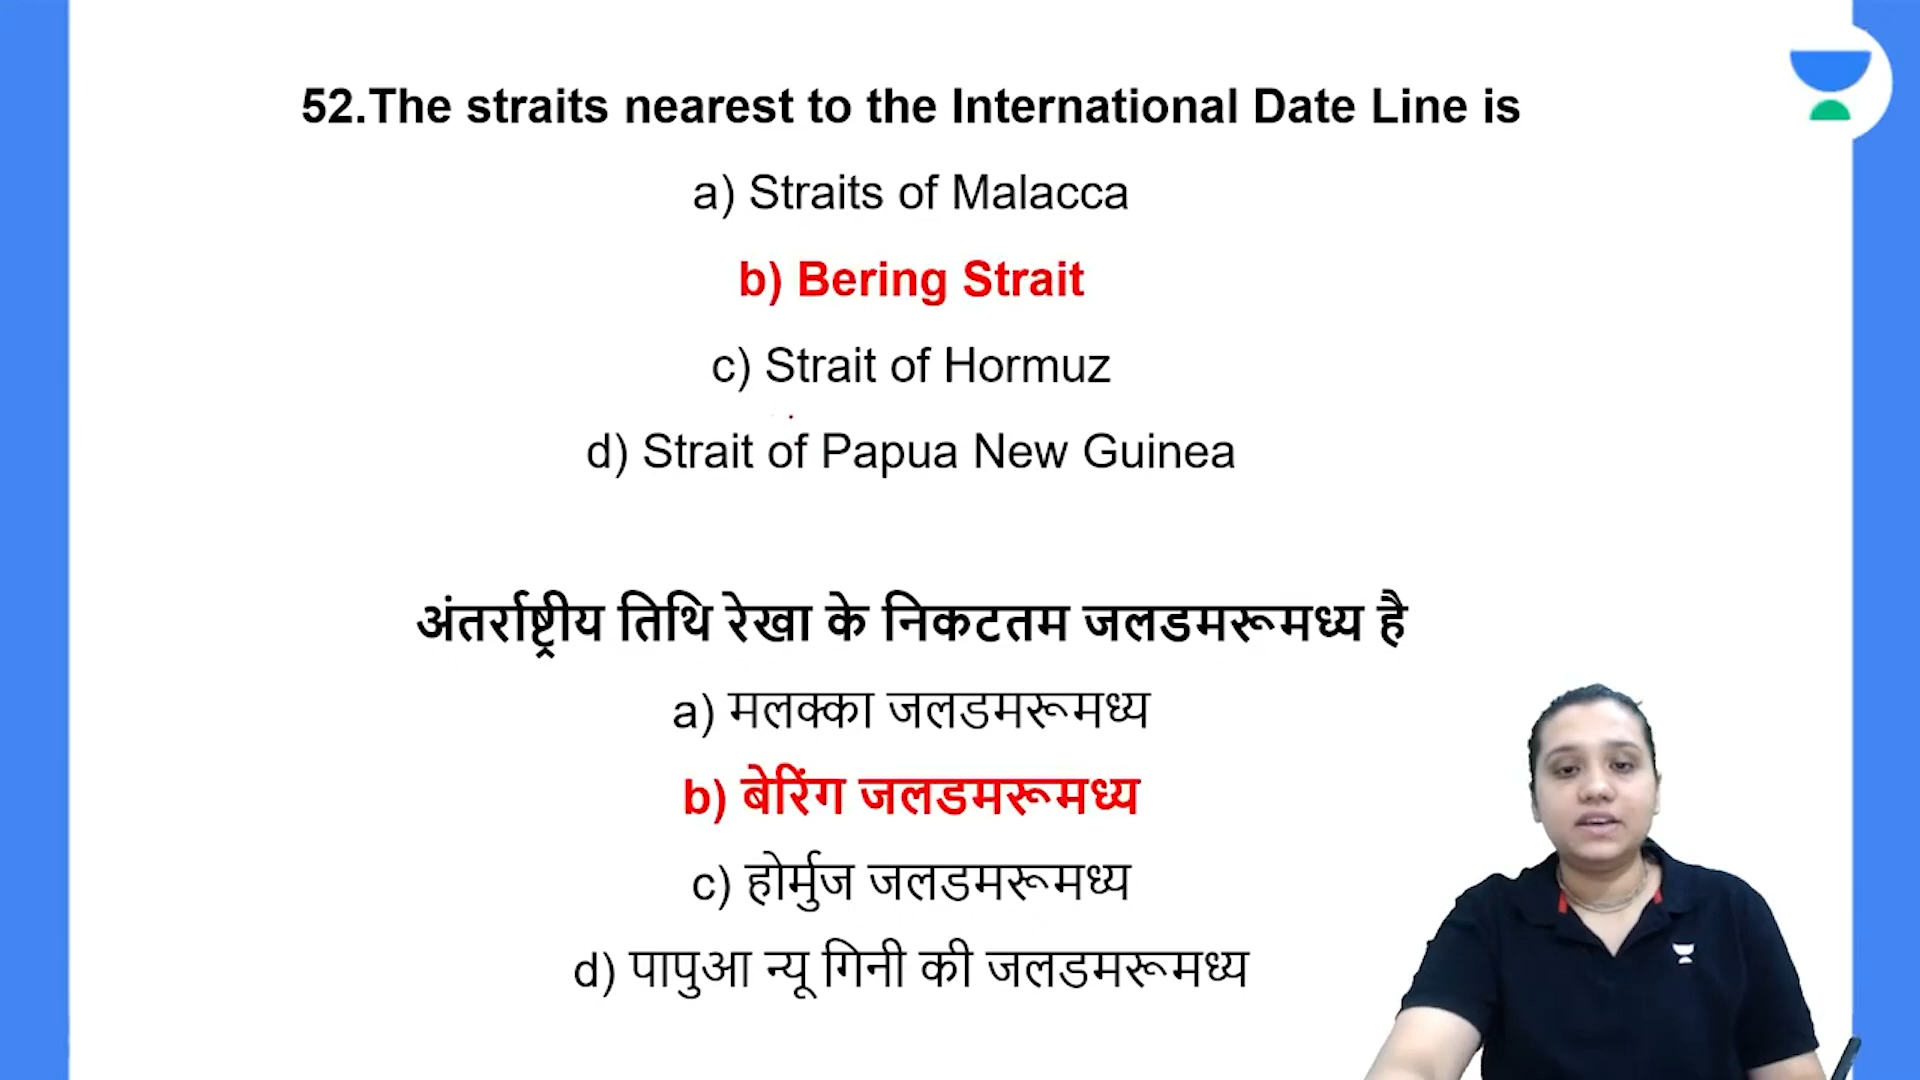 52.The straits nearest to the International Date Line is
a) Straits of Malacca
b) Bering Strait
c) Strait of Hormuz
d) Strait of Papua New Guinea
अंतर्राष्ट्रीय तिथि रेखा के निकटतम जलडमरूमध्य है
a) मलक्का जलडमरूमध्य
b) बेरिंग जलडमरूमध्य
c) होर्मुज जलडमरूमध्य
d) पापुआ न्यू गिनी की जलडमरूमध्य